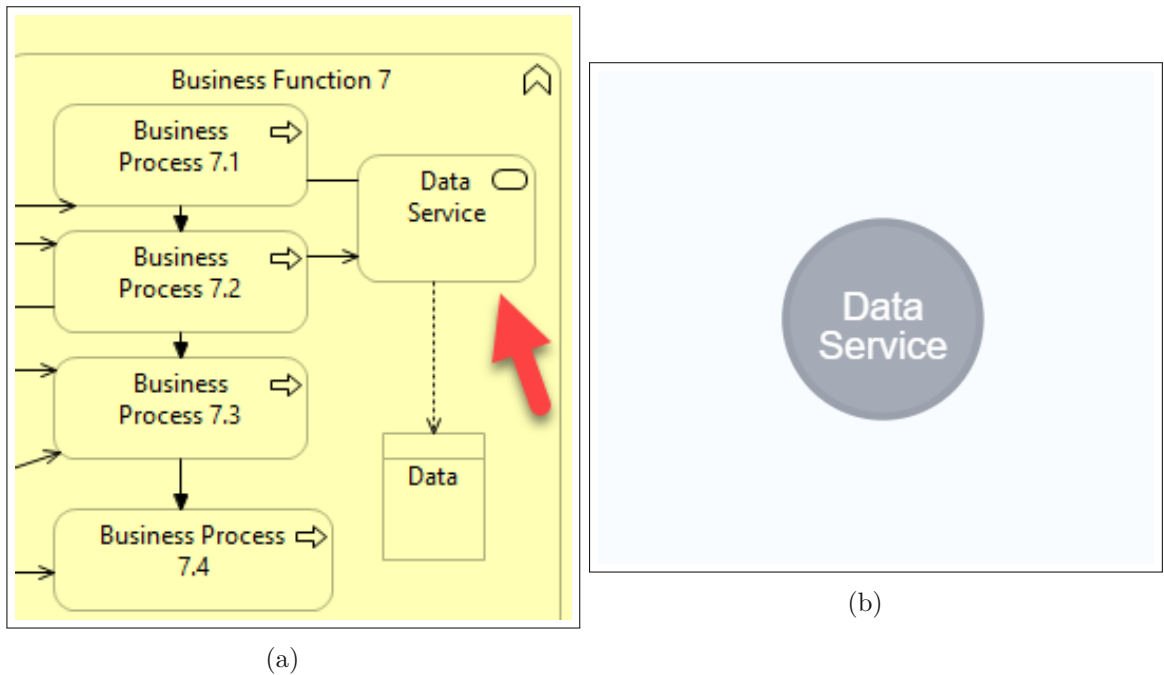 Business Function 7
Business
Process 7.1
Data
Service
Business
Process 7.2
Business
Process 7.3
Data
Business Process
7.4
(a)
Data
Service
(b)